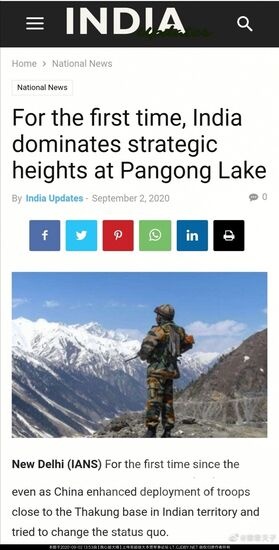 INDIA
Updates
Home > National News
National News
For the first time, India
dominates strategic
heights at Pangong Lake
By India Updates - September 2, 2020
0
New Delhi (IANS) For the first time since the
even as China enhanced deployment of troops
close to the Thakung base in Indian territory and
tried to change the status quo.